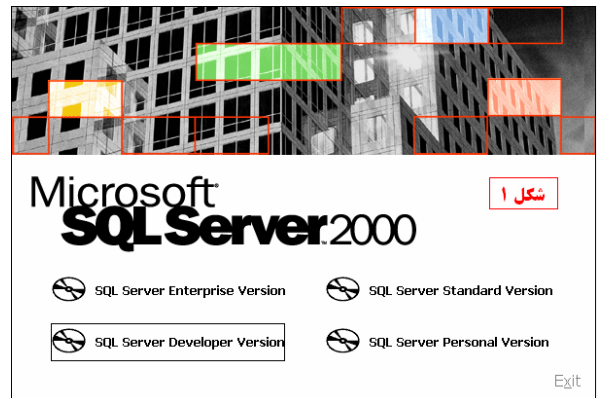 شکل ۱
Microsoft®
SQL Server™ 2000
SQL Server Enterprise Version
SQL Server Standard Version
SQL Server Developer Version
SQL Server Personal Version
Exit